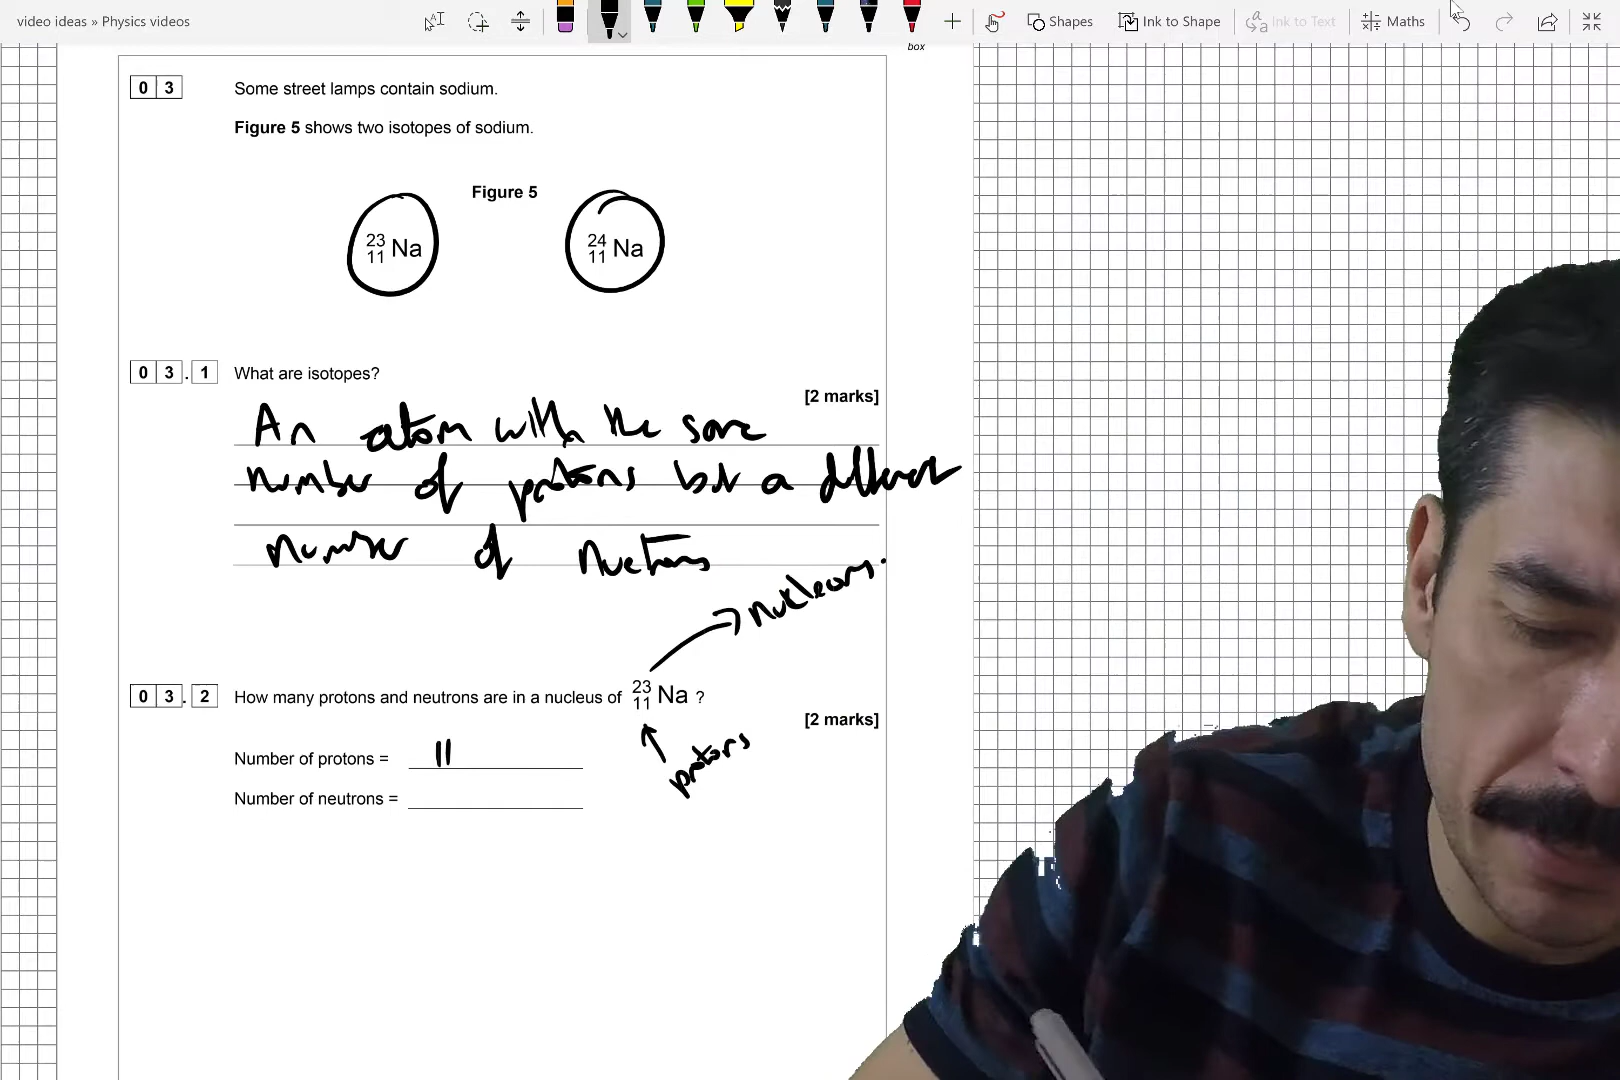 video ideas » Physics videos
Shapes
Ink to Shape
Ink to Text
Maths
box
0 3
Some street lamps contain sodium.
Figure 5 shows two isotopes of sodium.
Figure 5
23 11 Na
24 11 Na
0 3 . 1 What are isotopes?
[2 marks]
An atom with the same
number of protons but a different
number of neutrons
nucleons.
0 3 . 2 How many protons and neutrons are in a nucleus of 23 11 Na ?
[2 marks]
Number of protons = 11
protons
Number of neutrons =